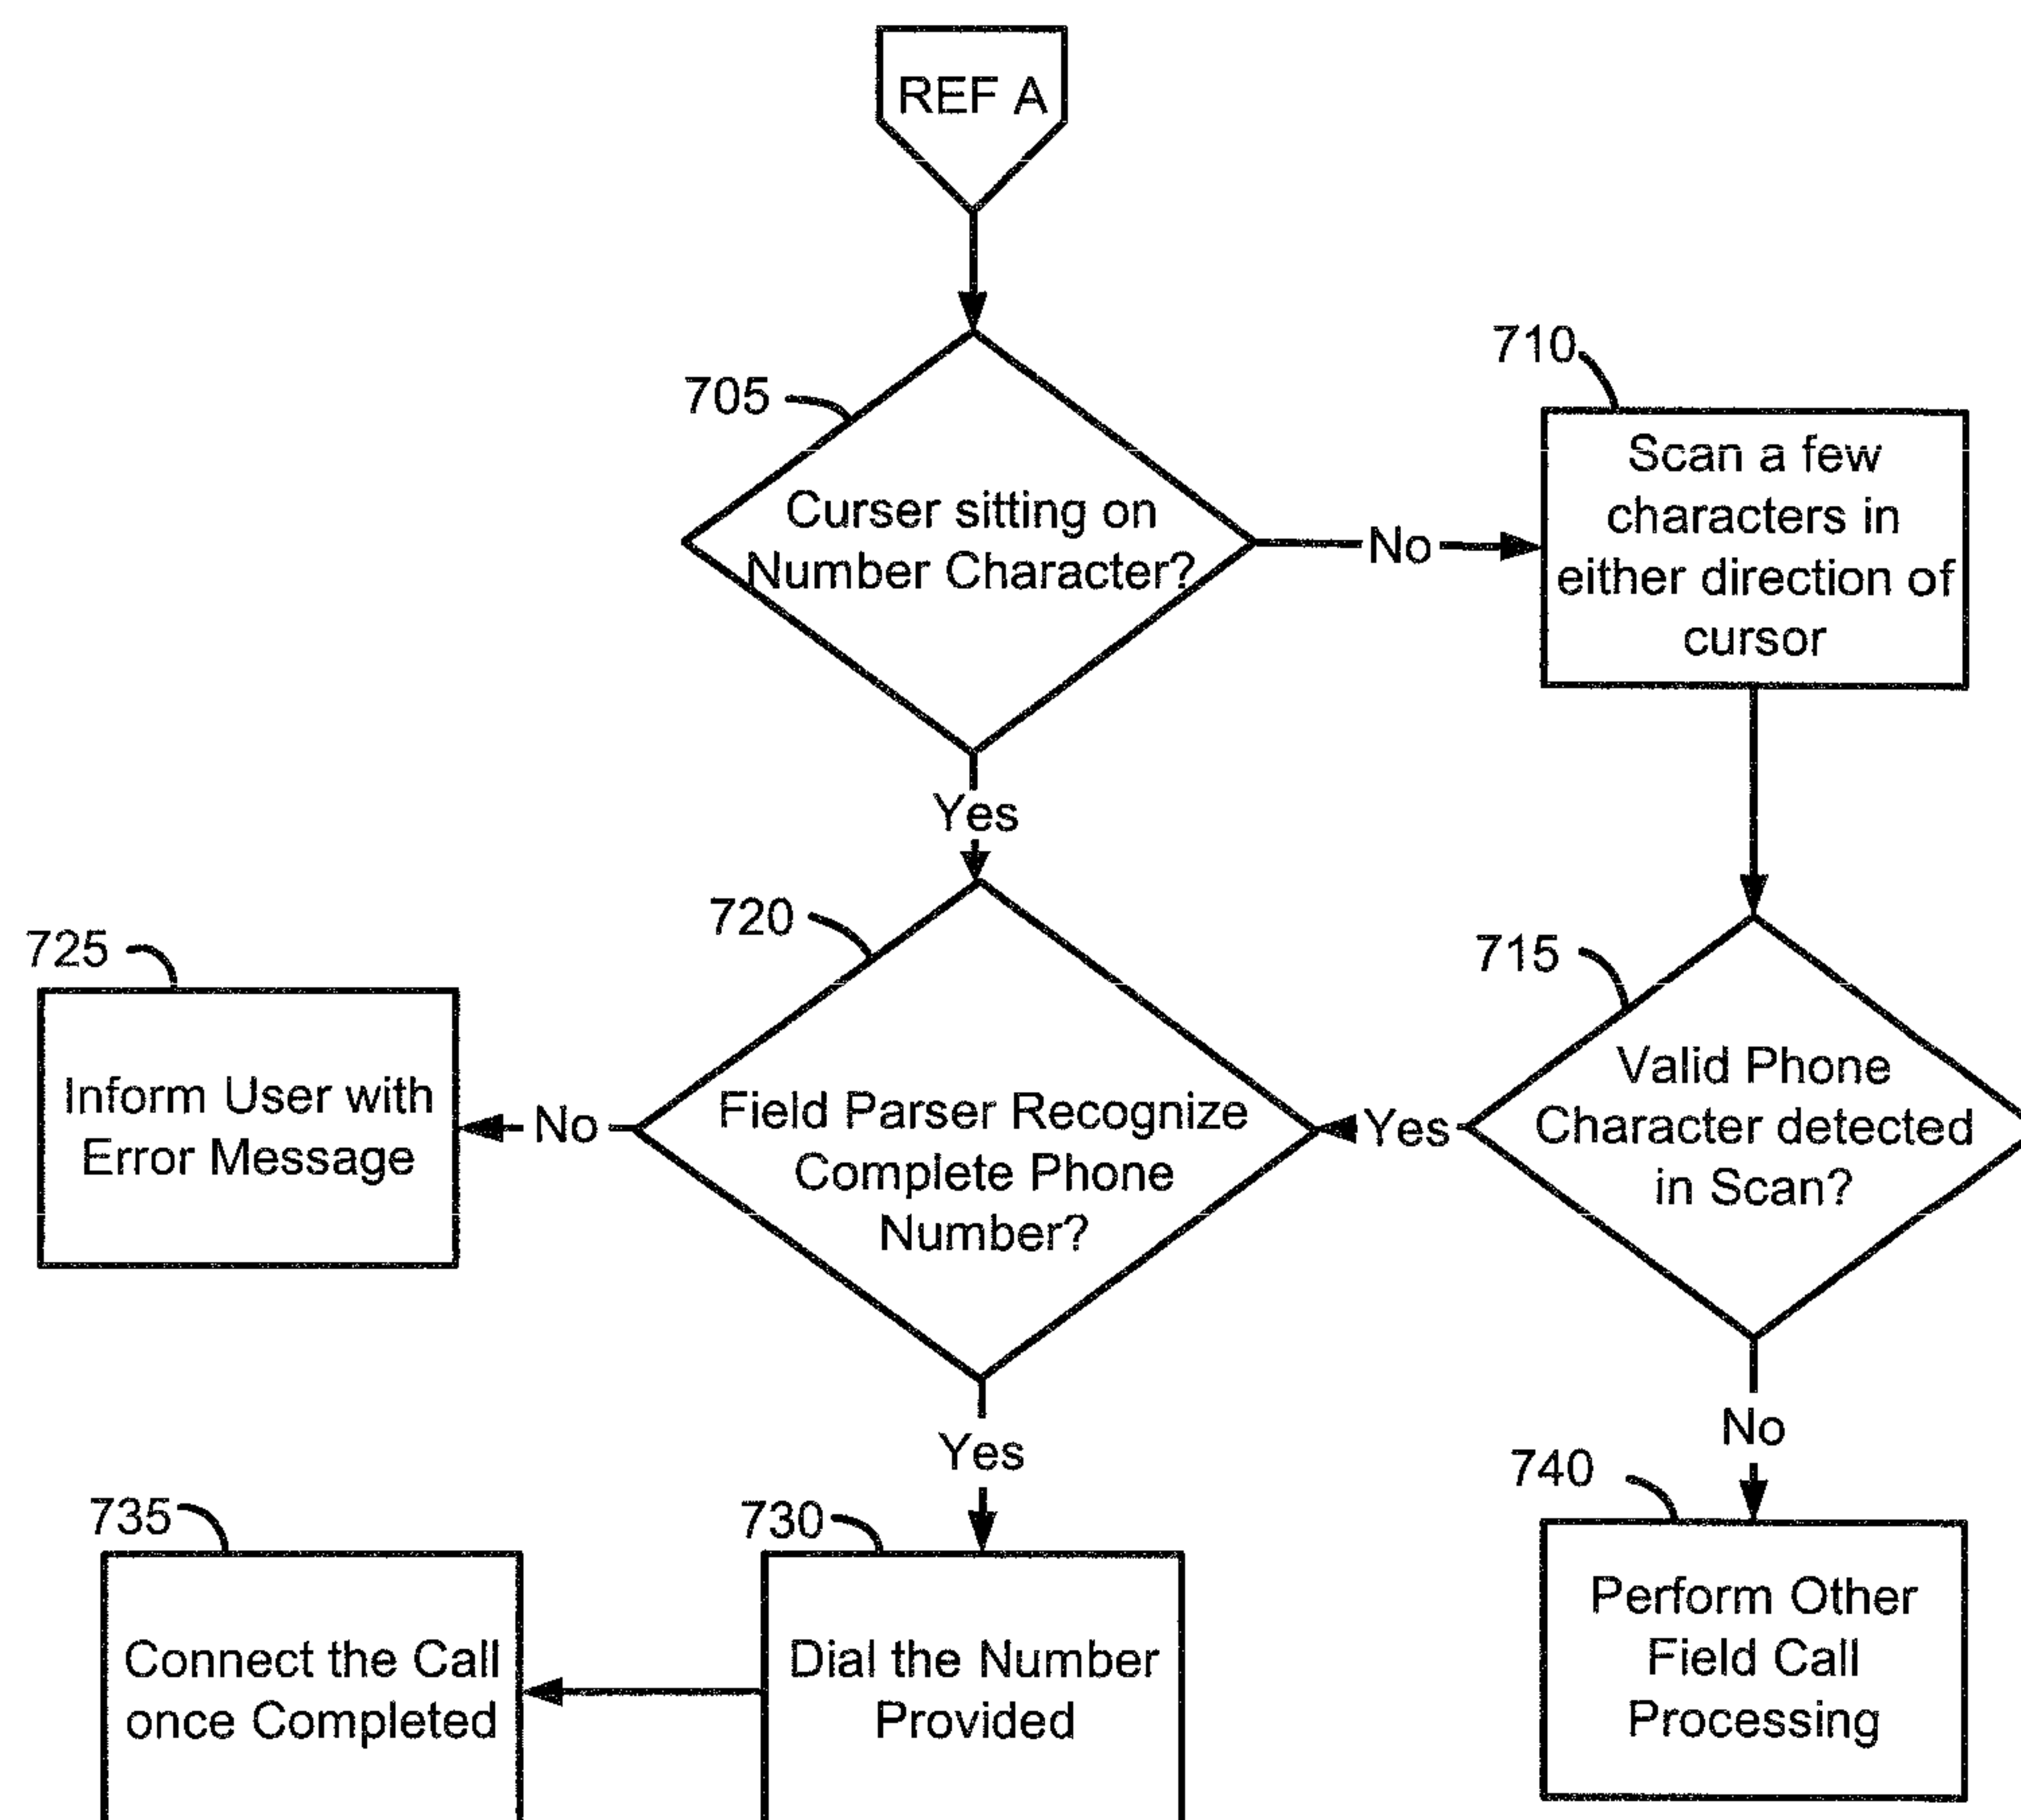 REF A
705
Curser sitting on
Number Character?
No
710
Scan a few
characters in
either direction of
cursor
Yes
720
Field Parser Recognize
Complete Phone
Number?
No
725
Inform User with
Error Message
Yes
715
Valid Phone
Character detected
in Scan?
Yes
730
Dial the Number
Provided
735
Connect the Call
once Completed
No
740
Perform Other
Field Call
Processing